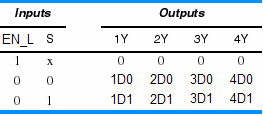 Inputs Outputs
EN_L S 1Y 2Y 3Y 4Y
1 x 0 0 0 0
0 0 1D0 2D0 3D0 4D0
0 1 1D1 2D1 3D1 4D1